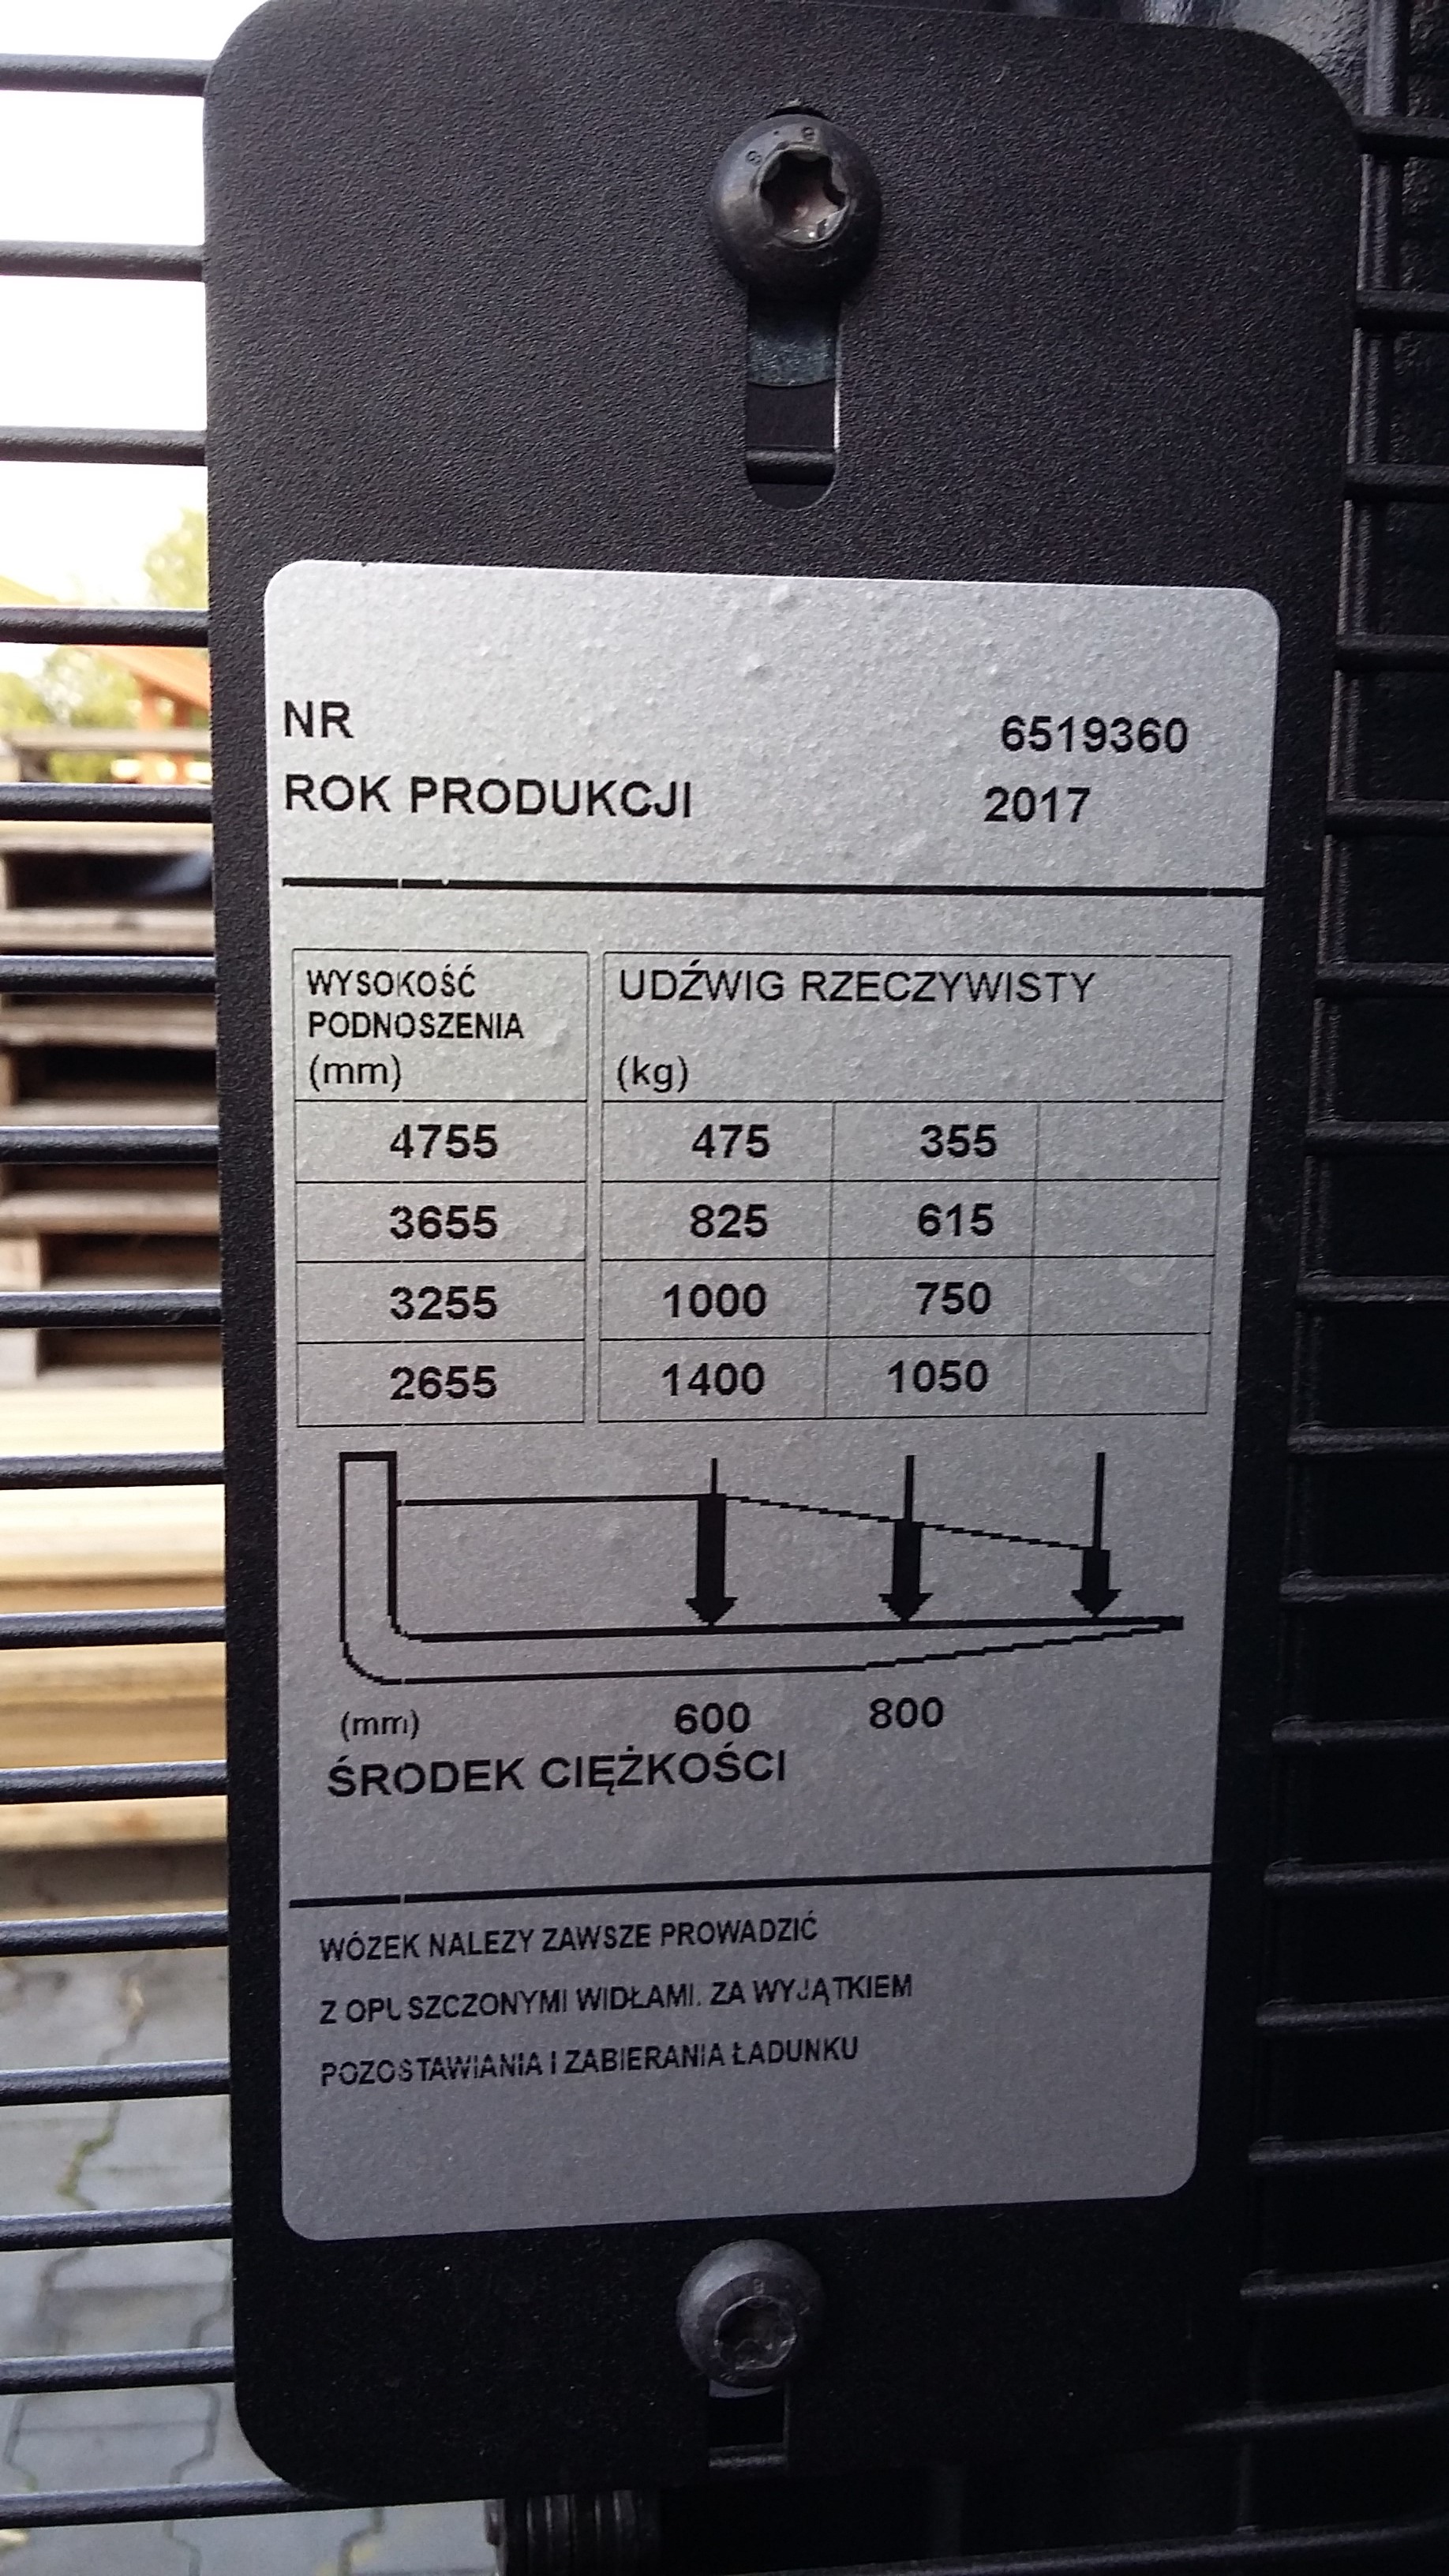 NR 6519360
ROK PRODUKCJI 2017
WYSOKOŚĆ PODNOSZENIA (mm) UDŹWIG RZECZYWISTY (kg)
4755 475 355
3655 825 615
3255 1000 750
2655 1400 1050
(mm) 600 800
ŚRODEK CIĘŻKOŚCI
WÓZEK NALEZY ZAWSZE PROWADZIĆ
Z OPUSZCZONYMI WIDŁAMI. ZA WYJĄTKIEM
POZOSTAWIANIA I ZABIERANIA ŁADUNKU